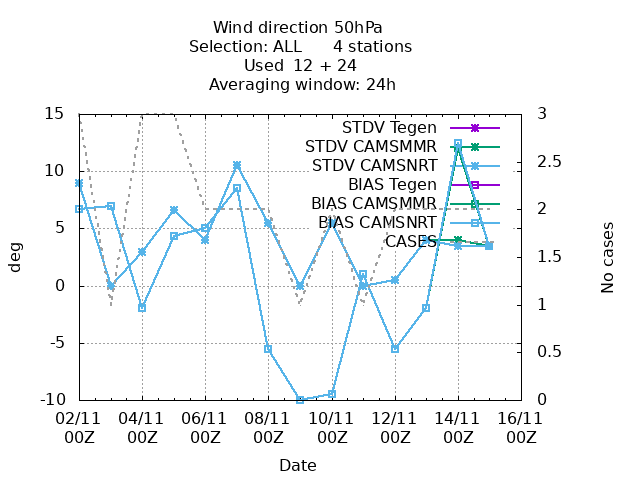 Wind direction 50hPa
Selection: ALL 4 stations
Used 12 + 24
Averaging window: 24h
STDV Tegen
STDV CAMSMMR
STDV CAMSNRT
BIAS Tegen
BIAS CAMSMMR
BIAS CAMSNRT
CASES
deg
15
10
5
0
-5
-10
No cases
3
2.5
2
1.5
1
0.5
0
02/11 04/11 06/11 08/11 10/11 12/11 14/11 16/11
00Z 00Z 00Z 00Z 00Z 00Z 00Z 00Z
Date